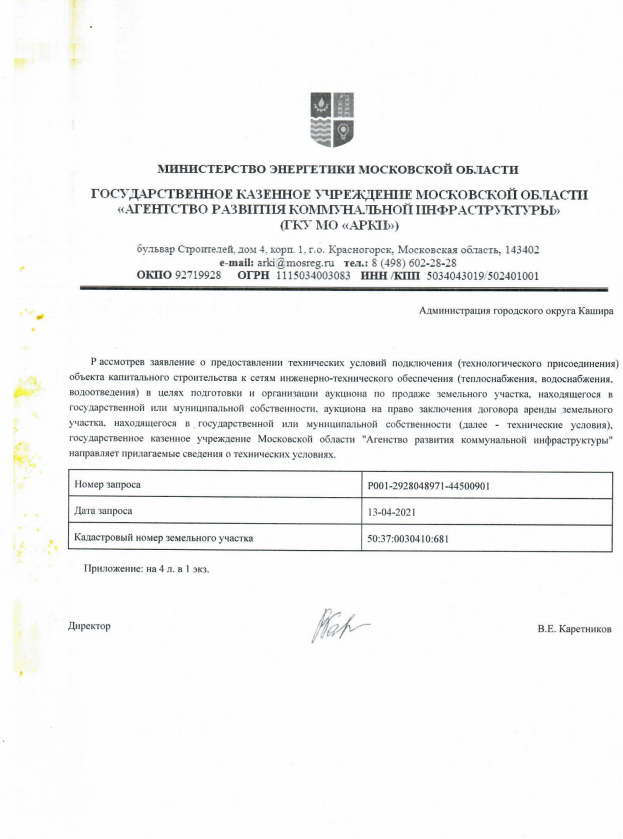 МИНИСТЕРСТВО ЭНЕРГЕТИКИ МОСКОВСКОЙ ОБЛАСТИ
ГОСУДАРСТВЕННОЕ КАЗЕННОЕ УЧРЕЖДЕНИЕ МОСКОВСКОЙ ОБЛАСТИ
«АГЕНТСТВО РАЗВИТИЯ КОММУНАЛЬНОЙ ИНФРАСТРУКТУРЫ»
(ГКУ МО «АРКИ»)
бульвар Строителей, дом 4, корп. 1, г.о. Красногорск, Московская область, 143402
e-mail: arki@mosreg.ru тел.: 8 (498) 602-28-28
ОКПО 92719928 ОГРН 1115034003083 ИНН /КПП 5034043019/502401001
Администрация городского округа Кашира
Рассмотрев заявление о предоставлении технических условий подключения (технологического присоединения)
объекта капитального строительства к сетям инженерно-технического обеспечения (теплоснабжения, водоснабжения,
водоотведения) в целях подготовки и организации аукциона по продаже земельного участка, находящегося в
государственной или муниципальной собственности, аукциона на право заключения договора аренды земельного
участка, находящегося в государственной или муниципальной собственности (далее - технические условия),
государственное казенное учреждение Московской области "Агенство развития коммунальной инфраструктуры"
направляет прилагаемые сведения о технических условиях.
Номер запроса Р001-2928048971-44500901
Дата запроса 13-04-2021
Кадастровый номер земельного участка 50:37:0030410:681
Приложение: на 4 л. в 1 экз.
Директор В.Е. Каретников